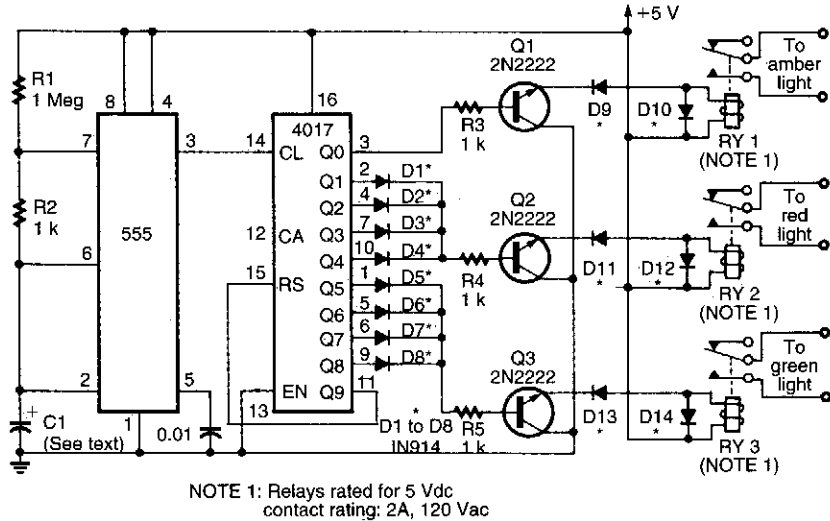 +5 V
R1
1 Meg
8
4
7
3
R2
1 k
555
6
2
5
1
C1
(See text)
0.01
+
16
4017
14
CL
Q0
3
Q1
2
D1*
Q2
4
D2*
Q3
7
D3*
12
CA
Q4
10
D4*
15
RS
Q5
1
D5*
Q6
5
D6*
Q7
6
D7*
Q8
9
D8*
EN
Q9
11
13
*
D1 to D8
IN914
R3
1 k
R4
1 k
R5
1 k
Q1
2N2222
Q2
2N2222
Q3
2N2222
D9
*
D10
*
RY 1
(NOTE 1)
To
amber
light
D11
*
D12
*
RY 2
(NOTE 1)
To
red
light
D13
*
D14
*
RY 3
(NOTE 1)
To
green
light
NOTE 1: Relays rated for 5 Vdc
contact rating: 2A, 120 Vac